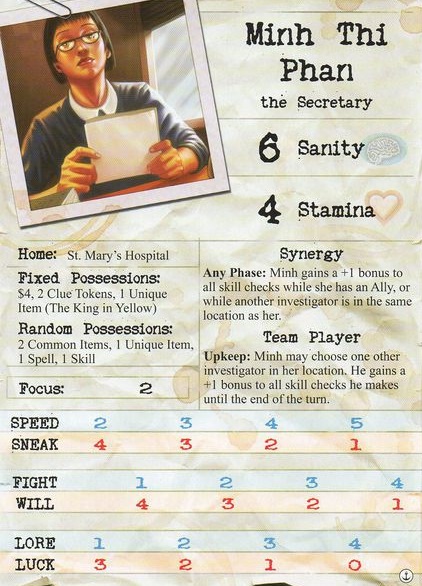 Minh Thi
Phan
the Secretary
6 Sanity
4 Stamina
Home: St. Mary's Hospital
Fixed Possessions:
$4, 2 Clue Tokens, 1 Unique
Item (The King in Yellow)
Random Possessions:
2 Common Items, 1 Unique Item,
1 Spell, 1 Skill
Focus: 2
Synergy
Any Phase: Minh gains a +1 bonus to
all skill checks while she has an Ally, or
while another investigator is in the same
location as her.
Team Player
Upkeep: Minh may choose one other
investigator in her location. He gains a
+1 bonus to all skill checks he makes
until the end of the turn.
SPEED 2 3 4 5
SNEAK 4 3 2 1
FIGHT 1 2 3 4
WILL 4 3 2 1
LORE 1 2 3 4
LUCK 3 2 1 0